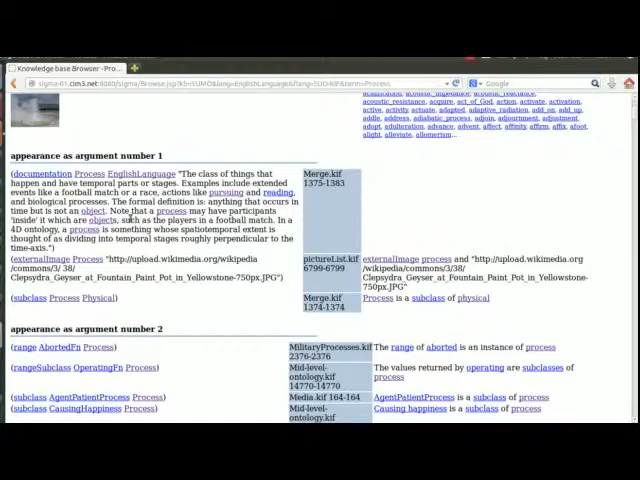 Knowledge base Browser - Pro...
sigma-01.cim3.net:8080/sigma/Browse.jsp?kb=SUMO&lang=EnglishLanguage&flang=SUO-KIF&term=Process
Google
acoustic_resistance, acquire, act_of_God, action, activate, activation,
active, activity, actuate, adapted, adaptive_radiation, add_on, add_up,
addle, address, adiabatic_process, adjoin, adjournment, adjustment,
adopt, adulteration, advance, advent, affect, affinity, affirm, affix, afoot,
alight, alleviate, allomerism...
appearance as argument number 1
(documentation Process EnglishLanguage "The class of things that
happen and have temporal parts or stages. Examples include extended
events like a football match or a race, actions like pursuing and reading,
and biological processes. The formal definition is: anything that occurs in
time but is not an object. Note that a process may have participants
'inside' it which are objects, such as the players in a football match. In a
4D ontology, a process is something whose spatiotemporal extent is
thought of as dividing into temporal stages roughly perpendicular to the
time-axis.")
Merge.kif
1375-1383
(externalImage Process "http://upload.wikimedia.org/wikipedia
/commons/3/ 38/
Clepsydra_Geyser_at_Fountain_Paint_Pot_in_Yellowstone-750px.JPG")
pictureList.kif
6799-6799
externalImage process and "http://upload.wikimedia.org
/wikipedia/commons/3/38/
Clepsydra_Geyser_at_Fountain_Paint_Pot_in_Yellowstone-
750px.JPG"
(subclass Process Physical)
Merge.kif
1374-1374
Process is a subclass of physical
appearance as argument number 2
(range AbortedFn Process)
MilitaryProcesses.kif
2376-2376
The range of aborted is an instance of process
(rangeSubclass OperatingFn Process)
Mid-level-
ontology.kif
14770-14770
The values returned by operating are subclasses of
process
(subclass AgentPatientProcess Process)
Media.kif 164-164
AgentPatientProcess is a subclass of process
(subclass CausingHappiness Process)
Mid-level-
ontology.kif
Causing happiness is a subclass of process